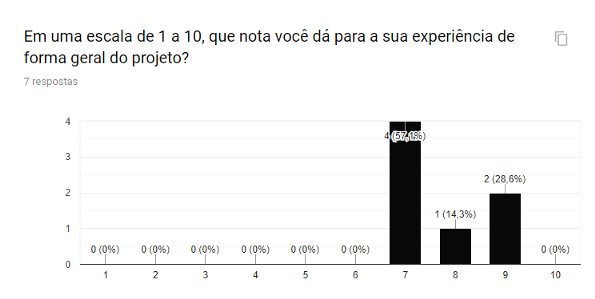 Em uma escala de 1 a 10, que nota você dá para a sua experiência de
forma geral do projeto?
7 respostas
4
3
2
1
0
4 (57,1%)
2 (28,6%)
1 (14,3%)
0 (0%) 0 (0%) 0 (0%) 0 (0%) 0 (0%) 0 (0%) 0 (0%)
1 2 3 4 5 6 7 8 9 10